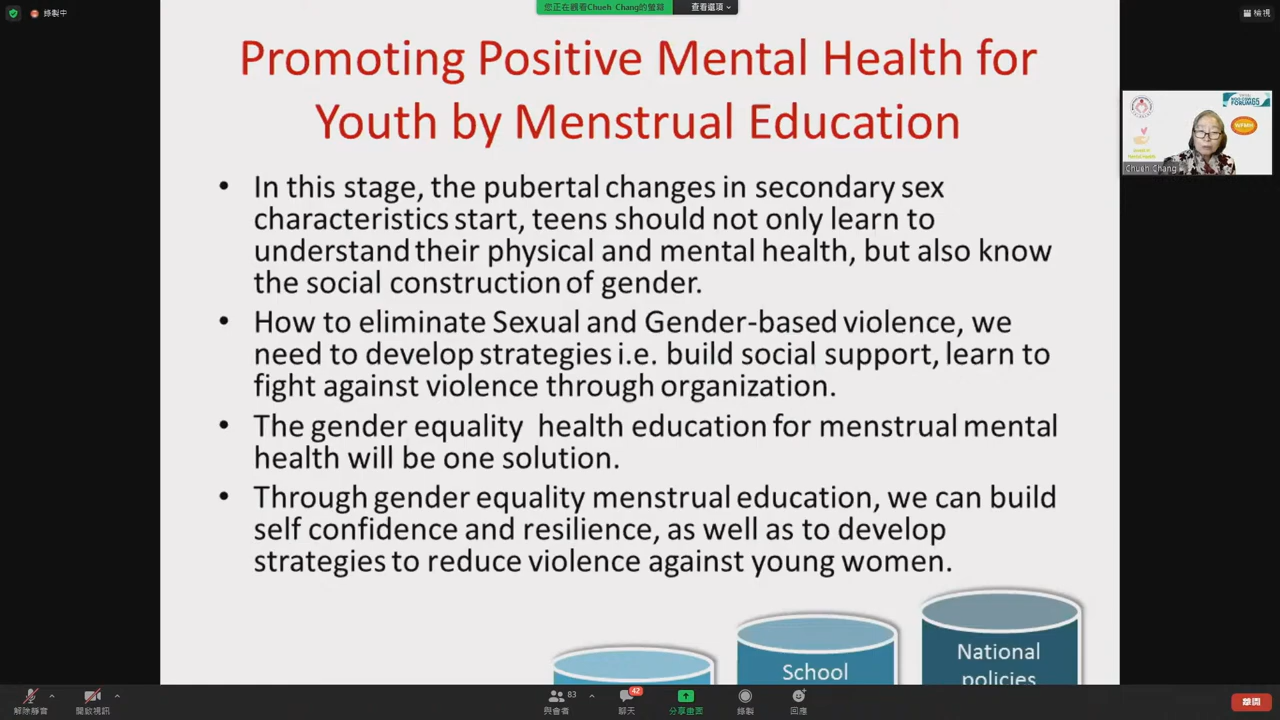 錄製中
您正在觀看Chueh Chang的螢幕
查看選項
檢視
Promoting Positive Mental Health for
Youth by Menstrual Education
• In this stage, the pubertal changes in secondary sex
characteristics start, teens should not only learn to
understand their physical and mental health, but also know
the social construction of gender.
• How to eliminate Sexual and Gender-based violence, we
need to develop strategies i.e. build social support, learn to
fight against violence through organization.
• The gender equality health education for menstrual mental
health will be one solution.
• Through gender equality menstrual education, we can build
self confidence and resilience, as well as to develop
strategies to reduce violence against young women.
School
National
policies
Chueh Chang
解除靜音
開啟視訊
83
與會者
42
聊天
分享畫面
錄製
回應
離開